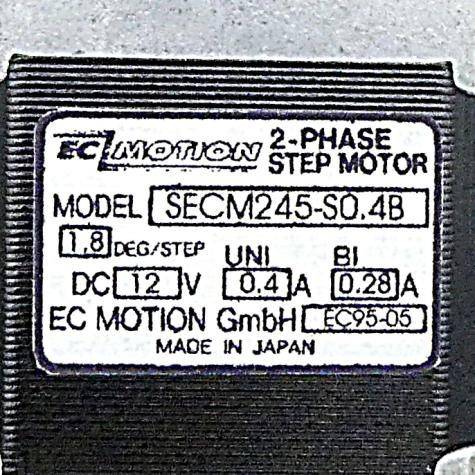 EC MOTION 2-PHASE
STEP MOTOR
MODEL SECM245-S0.4B
1.8 DEG/STEP UNI BI
DC 12 V 0.4 A 0.28 A
EC MOTION GmbH EC95-05
MADE IN JAPAN